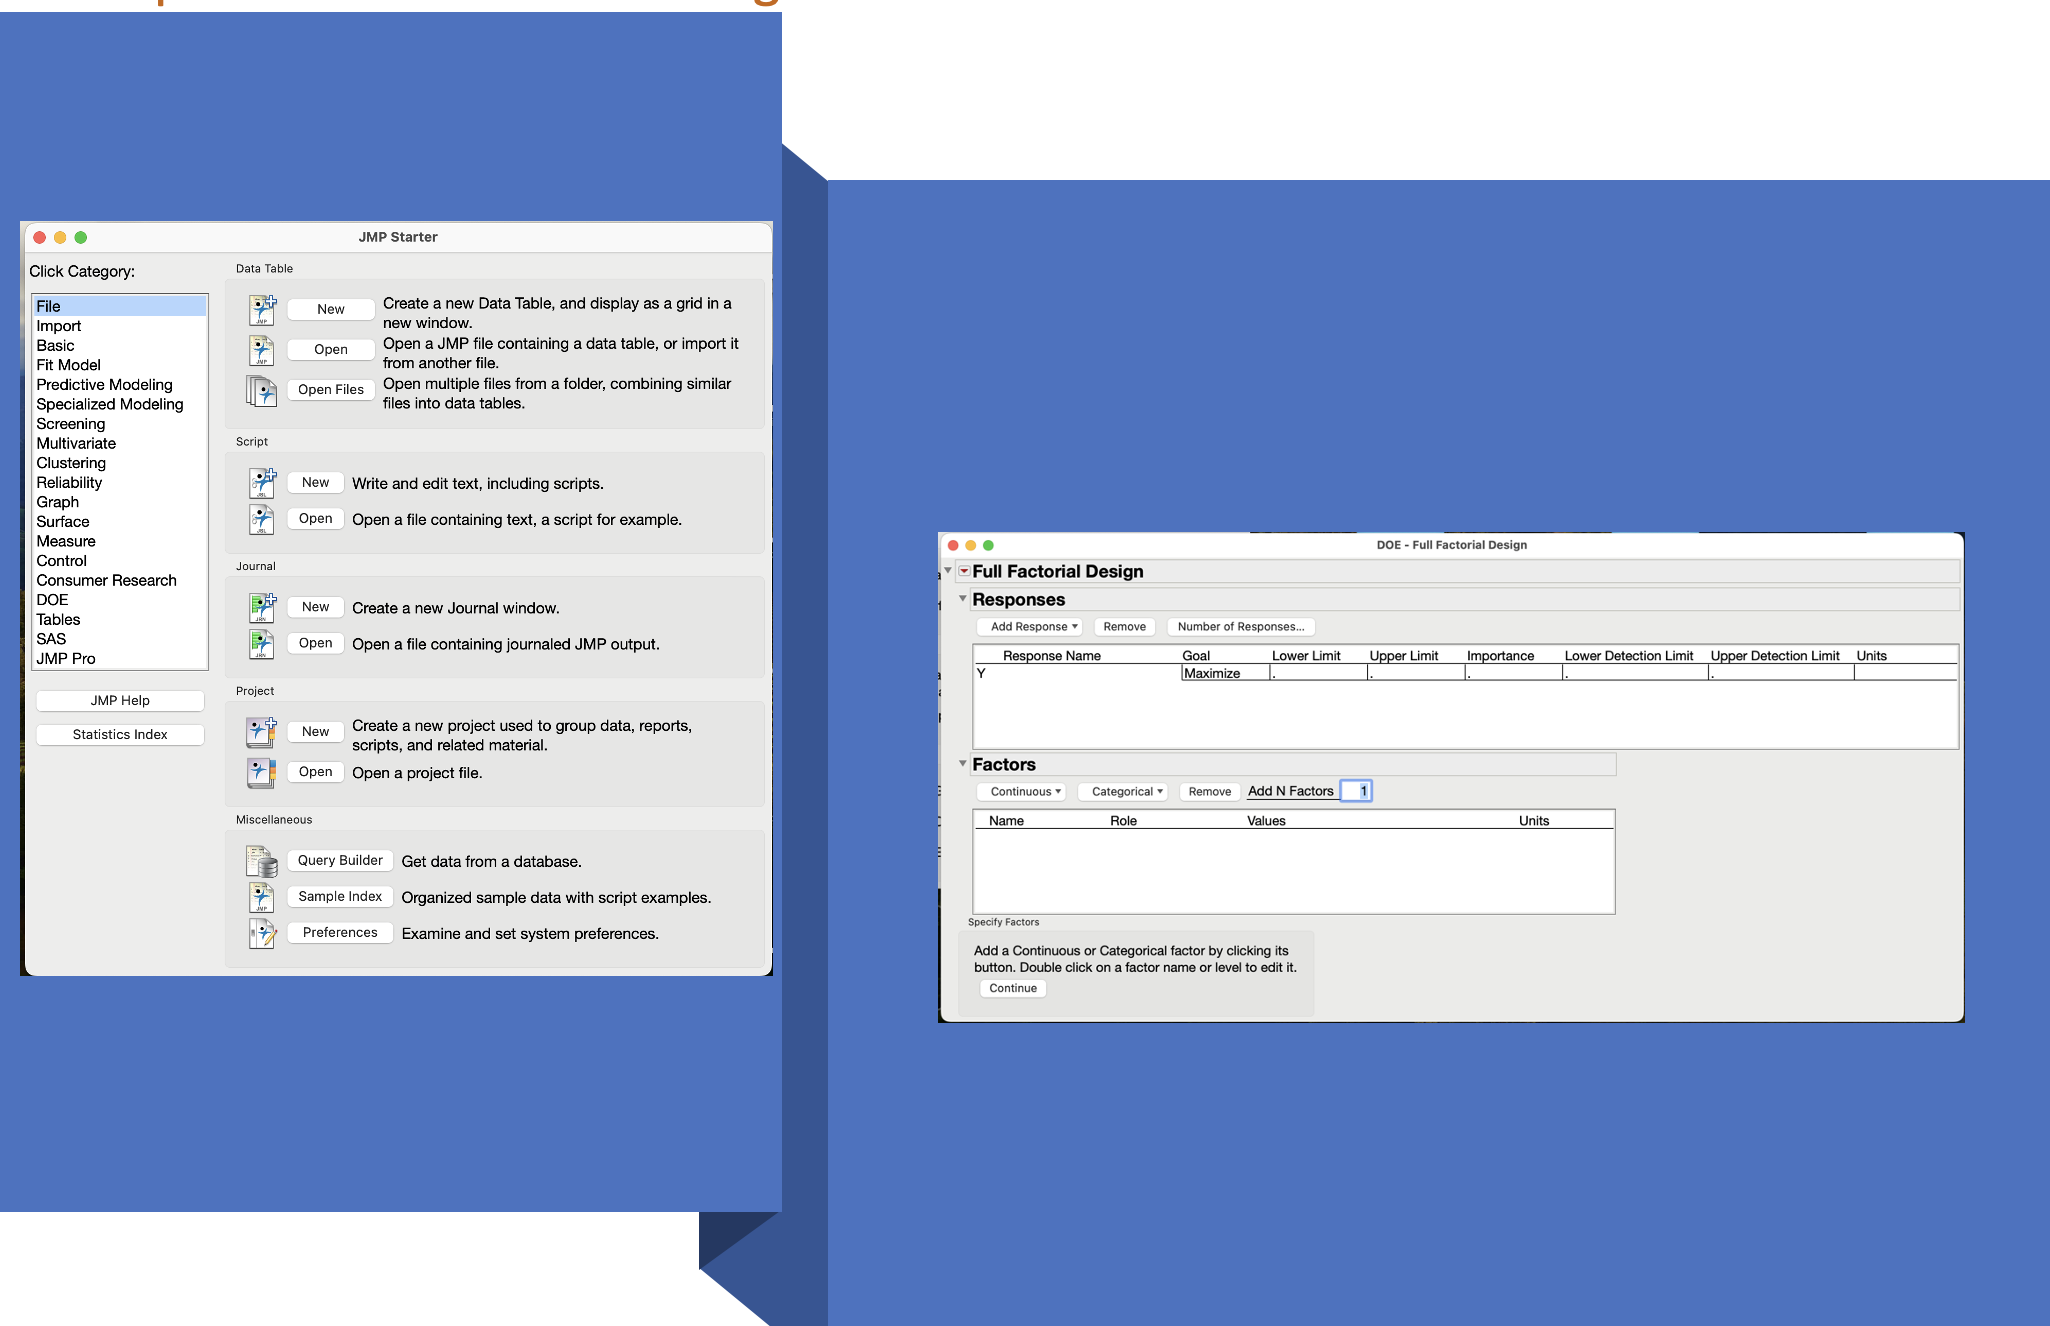 JMP Starter
Click Category:
File
Import
Basic
Fit Model
Predictive Modeling
Specialized Modeling
Screening
Multivariate
Clustering
Reliability
Graph
Surface
Measure
Control
Consumer Research
DOE
Tables
SAS
JMP Pro
JMP Help
Statistics Index
Data Table
New
Create a new Data Table, and display as a grid in a
new window.
Open
Open a JMP file containing a data table, or import it
from another file.
Open Files
Open multiple files from a folder, combining similar
files into data tables.
Script
New
Write and edit text, including scripts.
Open
Open a file containing text, a script for example.
Journal
New
Create a new Journal window.
Open
Open a file containing journaled JMP output.
Project
New
Create a new project used to group data, reports,
scripts, and related material.
Open
Open a project file.
Miscellaneous
Query Builder
Get data from a database.
Sample Index
Organized sample data with script examples.
Preferences
Examine and set system preferences.
DOE - Full Factorial Design
Full Factorial Design
Responses
Add Response Remove Number of Responses...
Response Name Goal Lower Limit Upper Limit Importance Lower Detection Limit Upper Detection Limit Units
Y Maximize . . . . .
Factors
Continuous Categorical Remove Add N Factors 1
Name Role Values Units
Specify Factors
Add a Continuous or Categorical factor by clicking its
button. Double click on a factor name or level to edit it.
Continue